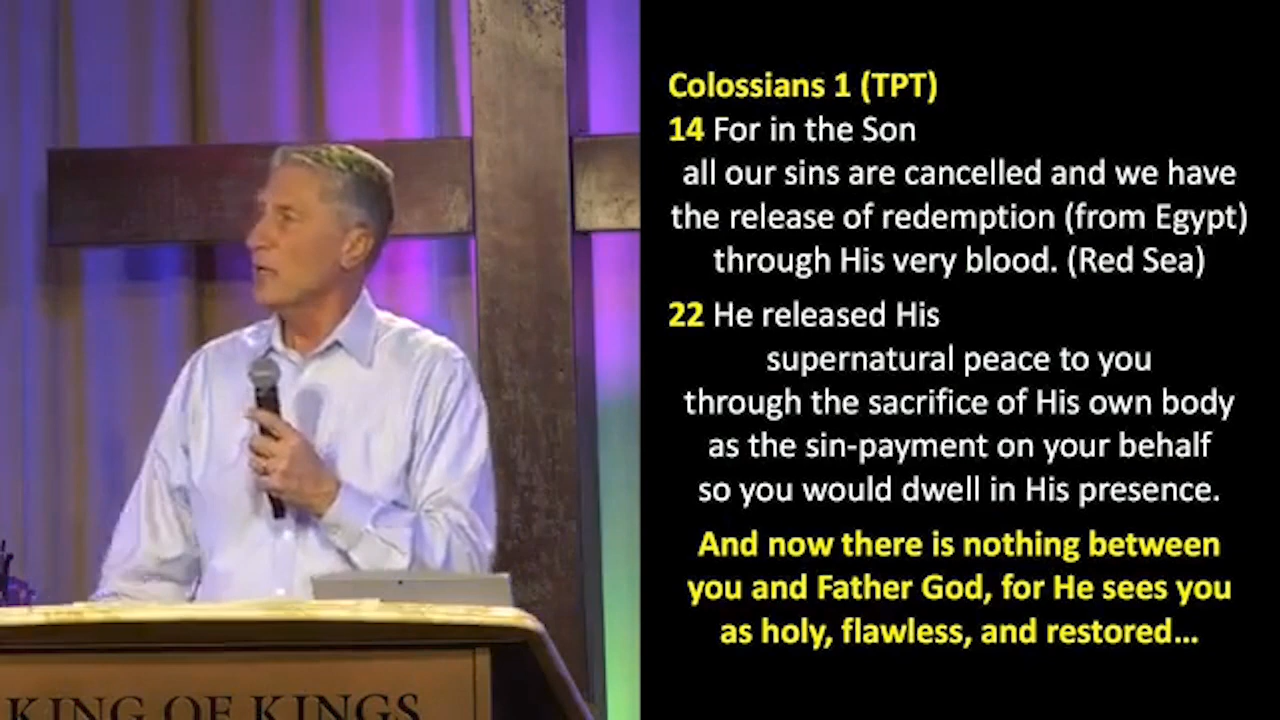 Colossians 1 (TPT)
14 For in the Son
all our sins are cancelled and we have
the release of redemption (from Egypt)
through His very blood. (Red Sea)
22 He released His
supernatural peace to you
through the sacrifice of His own body
as the sin-payment on your behalf
so you would dwell in His presence.
And now there is nothing between
you and Father God, for He sees you
as holy, flawless, and restored...
KING OF KINGS